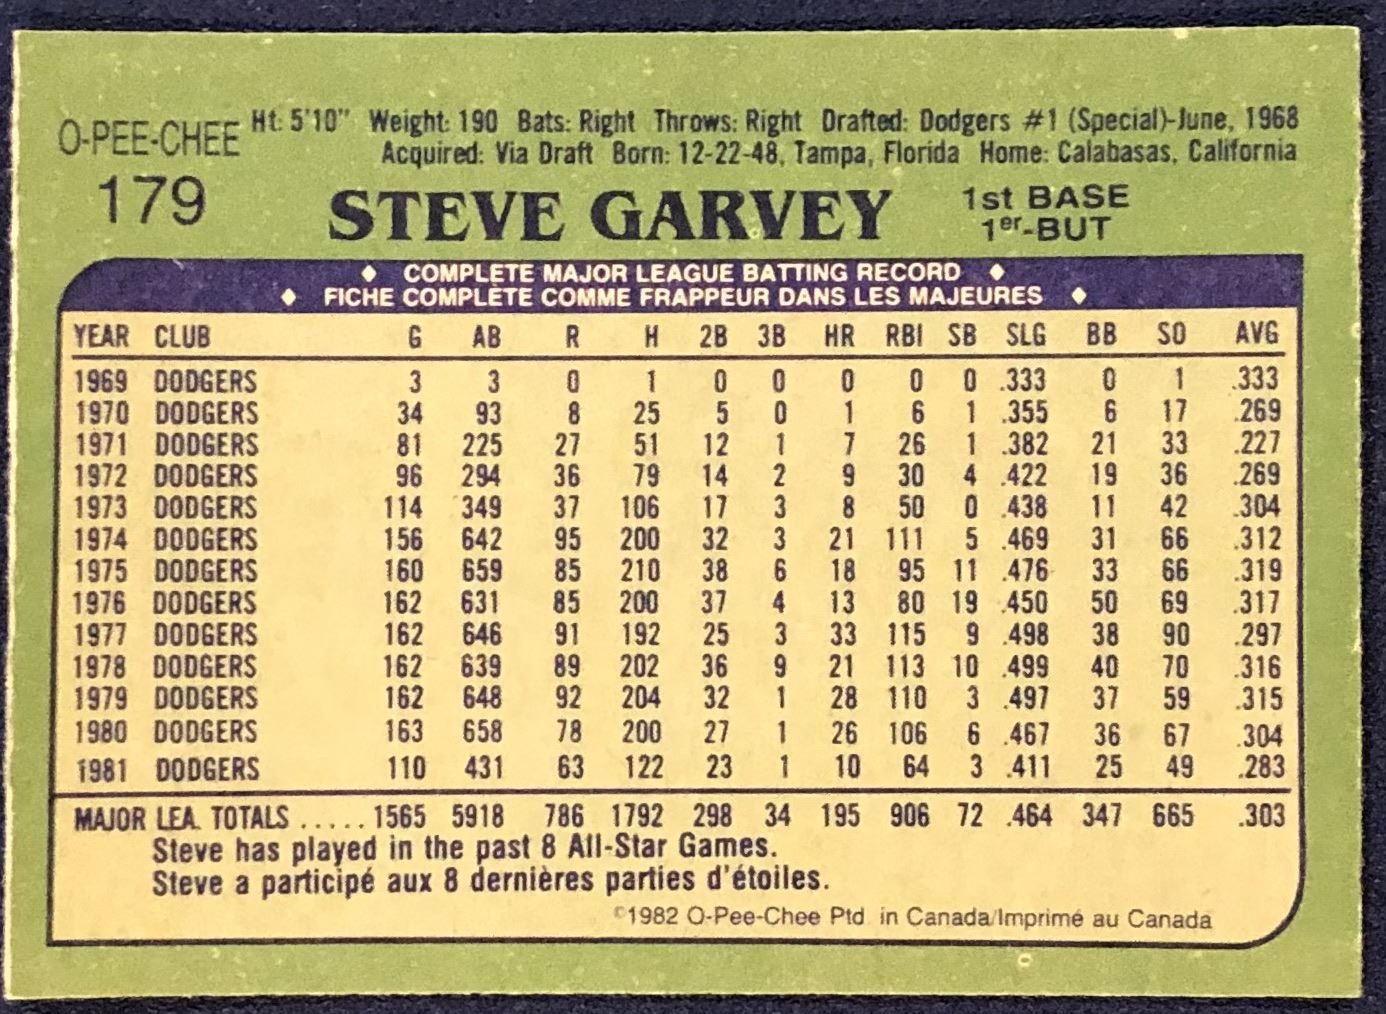 O-PEE-CHEE Ht: 5'10" Weight: 190 Bats: Right Throws: Right Drafted: Dodgers #1 (Special)-June, 1968
Acquired: Via Draft Born: 12-22-48, Tampa, Florida Home: Calabasas, California
179 STEVE GARVEY 1st BASE
1er-BUT
♦ COMPLETE MAJOR LEAGUE BATTING RECORD ♦
♦ FICHE COMPLÈTE COMME FRAPPEUR DANS LES MAJEURES ♦
YEAR CLUB G AB R H 2B 3B HR RBI SB SLG BB SO AVG
1969 DODGERS 3 3 0 1 0 0 0 0 0 .333 0 1 .333
1970 DODGERS 34 93 8 25 5 0 1 6 1 .355 6 17 .269
1971 DODGERS 81 225 27 51 12 1 7 26 1 .382 21 33 .227
1972 DODGERS 96 294 36 79 14 2 9 30 4 .422 19 36 .269
1973 DODGERS 114 349 37 106 17 3 8 50 0 .438 11 42 .304
1974 DODGERS 156 642 95 200 32 3 21 111 5 .469 31 66 .312
1975 DODGERS 160 659 85 210 38 6 18 95 11 .476 33 66 .319
1976 DODGERS 162 631 85 200 37 4 13 80 19 .450 50 69 .317
1977 DODGERS 162 646 91 192 25 3 33 115 9 .498 38 90 .297
1978 DODGERS 162 639 89 202 36 9 21 113 10 .499 40 70 .316
1979 DODGERS 162 648 92 204 32 1 28 110 3 .497 37 59 .315
1980 DODGERS 163 658 78 200 27 1 26 106 6 .467 36 67 .304
1981 DODGERS 110 431 63 122 23 1 10 64 3 .411 25 49 .283
MAJOR LEA. TOTALS ..... 1565 5918 786 1792 298 34 195 906 72 .464 347 665 .303
Steve has played in the past 8 All-Star Games.
Steve a participé aux 8 dernières parties d'étoiles.
©1982 O-Pee-Chee Ptd. in Canada/Imprimé au Canada